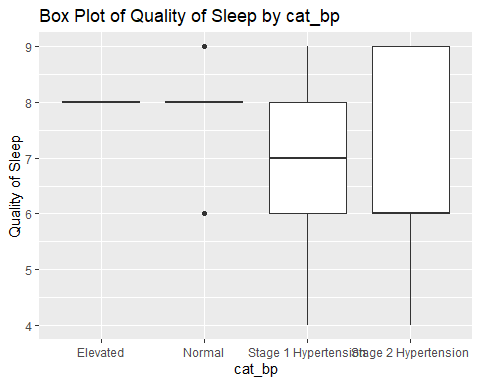 Box Plot of Quality of Sleep by cat_bp
9
8
7
6
5
4
Quality of Sleep
Elevated Normal Stage 1 Hypertension Stage 2 Hypertension
cat_bp